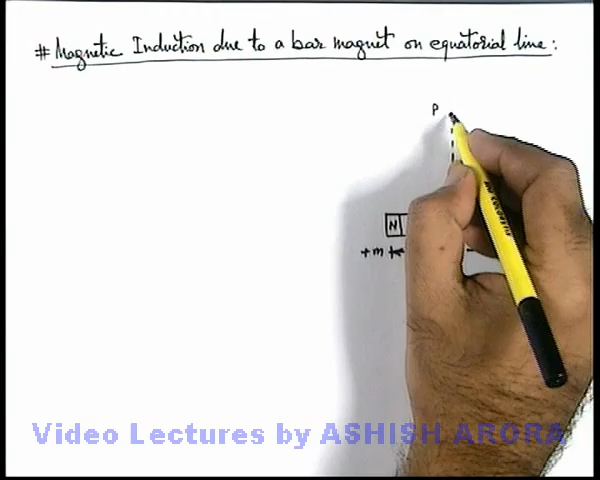 # Magnetic Induction due to a bar magnet on equatorial line :
P
N
+m
Video Lectures by ASHISH ARORA